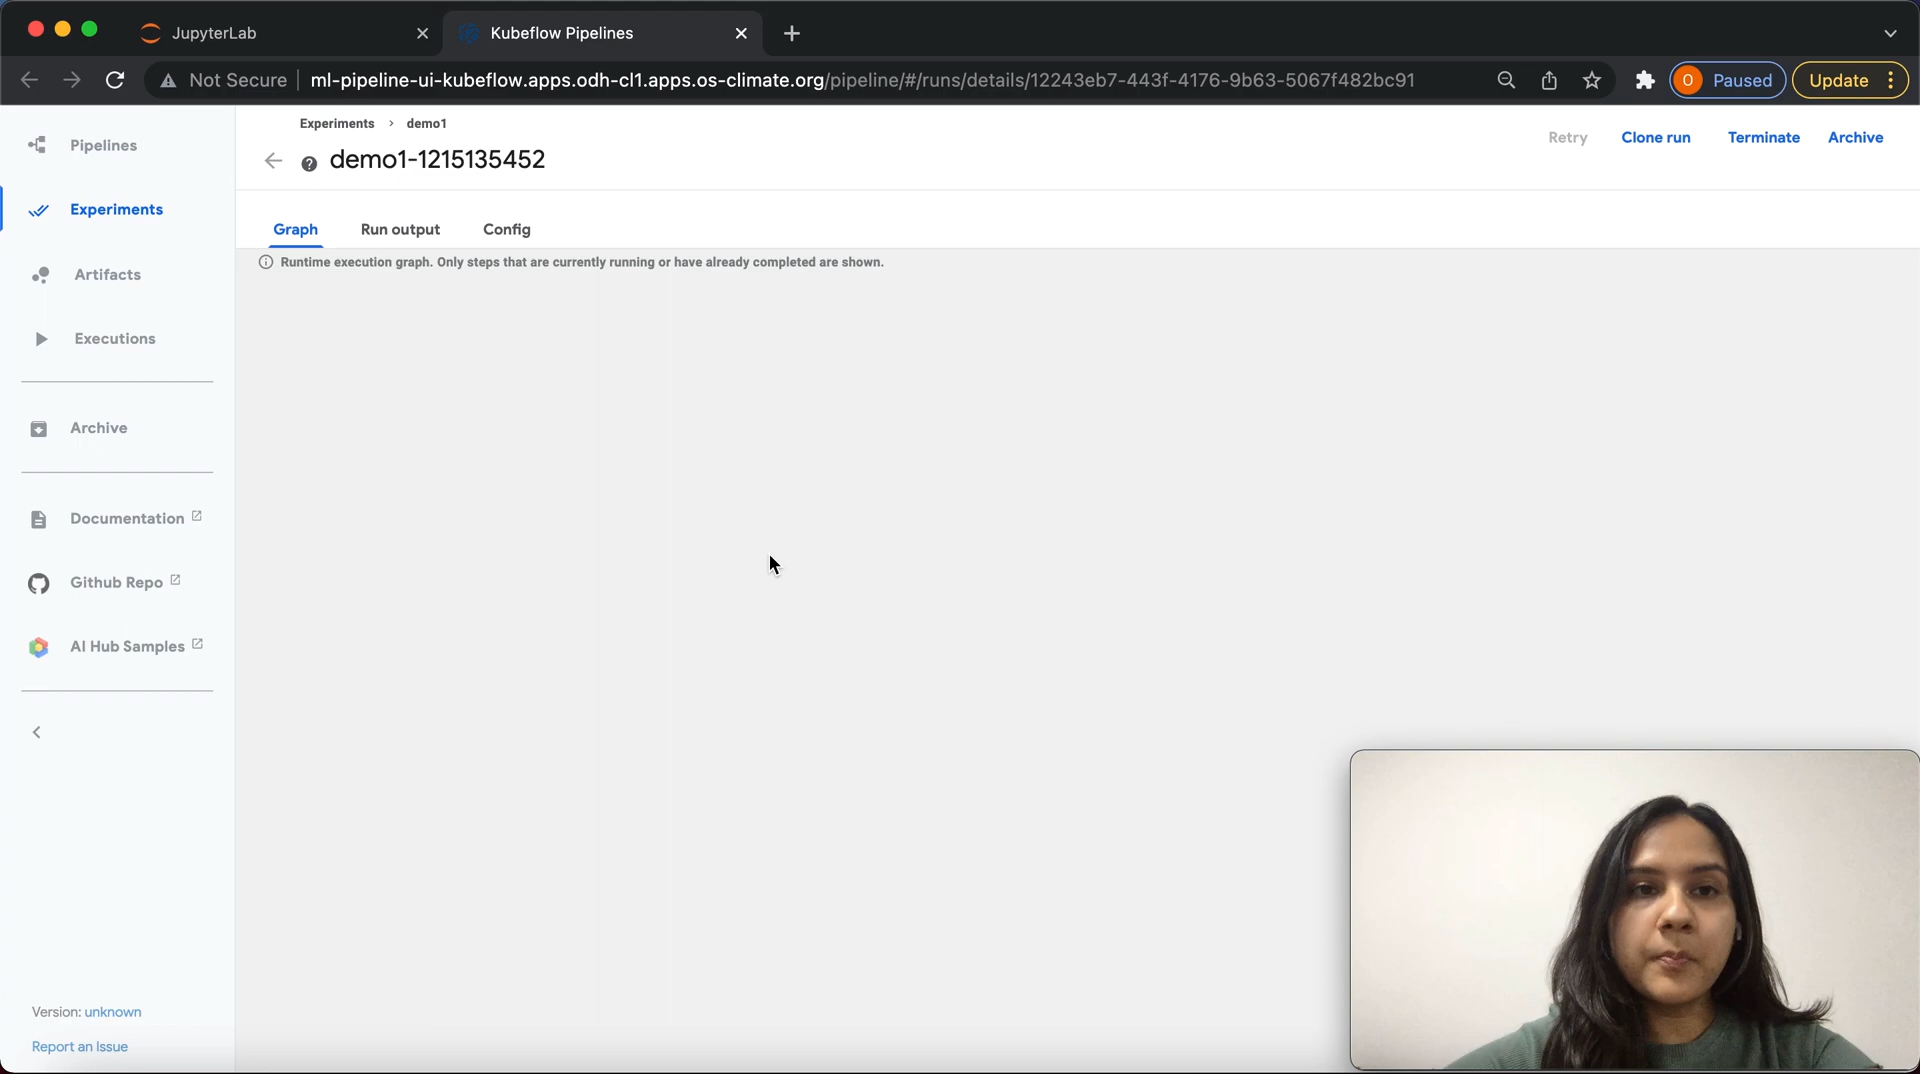 JupyterLab
Kubeflow Pipelines
Not Secure
ml-pipeline-ui-kubeflow.apps.odh-cl1.apps.os-climate.org/pipeline/#/runs/details/12243eb7-443f-4176-9b63-5067f482bc91
O
Paused
Update
Pipelines
Experiments
Artifacts
Executions
Archive
Documentation
Github Repo
AI Hub Samples
Version: unknown
Report an Issue
Experiments > demo1
demo1-1215135452
Retry
Clone run
Terminate
Archive
Graph
Run output
Config
Runtime execution graph. Only steps that are currently running or have already completed are shown.